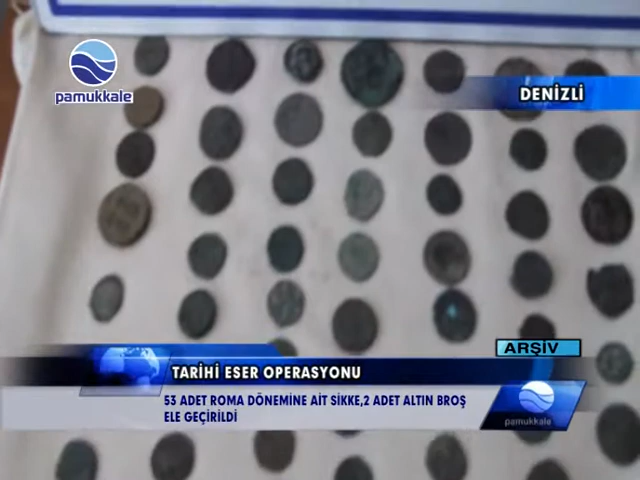 pamukkale
DENİZLİ
ARŞİV
TARİHİ ESER OPERASYONU
53 ADET ROMA DÖNEMİNE AİT SİKKE,2 ADET ALTIN BROŞ
ELE GEÇİRİLDİ
pamukkale